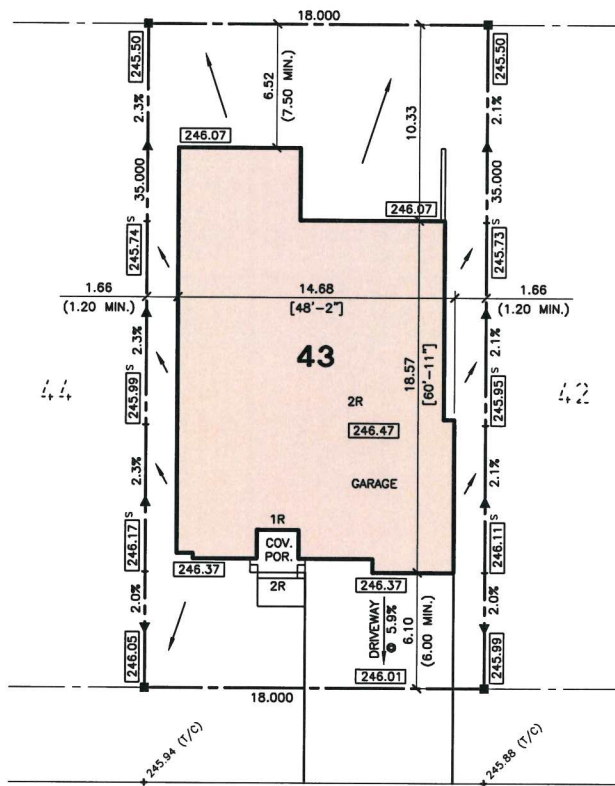 18.000
245.50
245.50
6.52
(7.50 MIN.)
2.3%
2.1%
10.33
246.07
35.000
35.000
246.07
245.74 S
245.73 S
1.66
14.68
1.66
(1.20 MIN.)
[48'-2"]
(1.20 MIN.)
2.3%
2.1%
43
18.57
[60'-11"]
44
42
2R
245.99 S
245.95 S
246.47
2.3%
2.1%
GARAGE
1R
246.17 S
246.11 S
COV.
POR.
246.37
246.37
2R
2.0%
2.0%
DRIVEWAY
@ 5.9%
6.10
(6.00 MIN.)
246.05
245.99
246.01
18.000
245.94 (T/C)
245.88 (T/C)